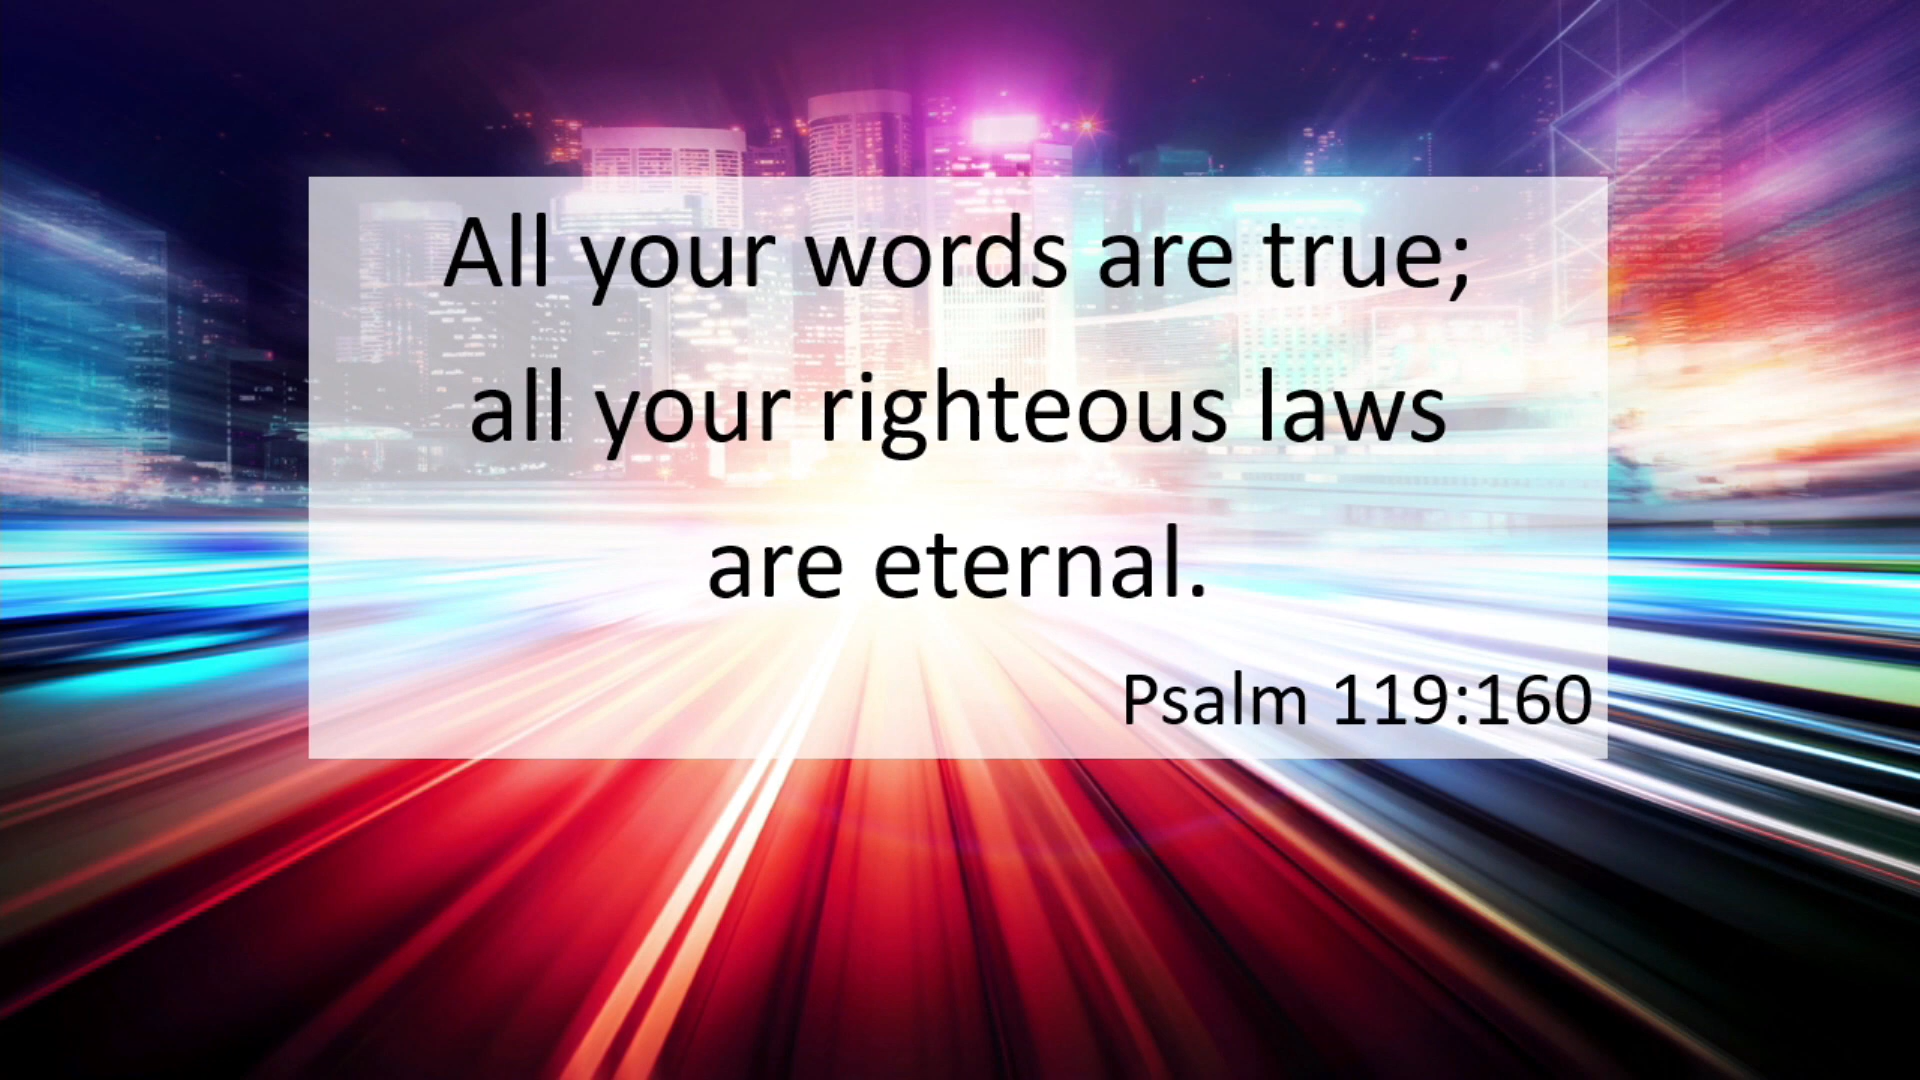 All your words are true;
all your righteous laws
are eternal.
Psalm 119:160